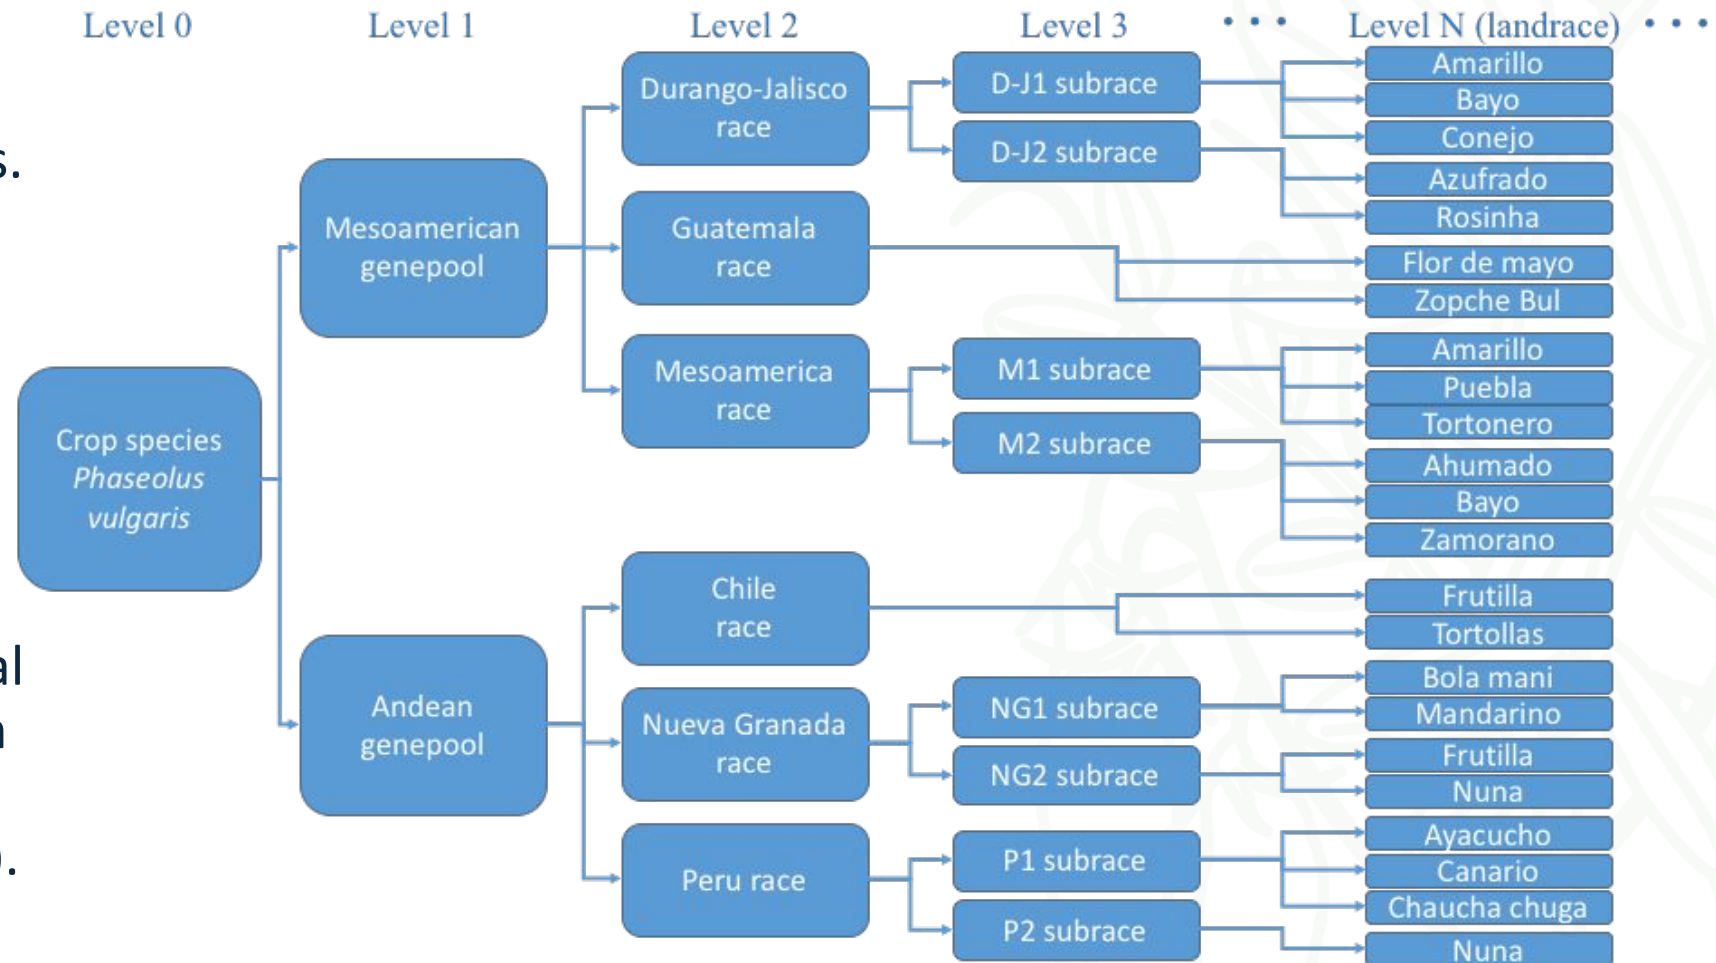 Level 0
Level 1
Level 2
Level 3
• • •
Level N (landrace)
• • •
s.
al
n
).
Crop species
Phaseolus
vulgaris
Mesoamerican
genepool
Andean
genepool
Durango-Jalisco
race
Guatemala
race
Mesoamerica
race
Chile
race
Nueva Granada
race
Peru race
D-J1 subrace
D-J2 subrace
M1 subrace
M2 subrace
NG1 subrace
NG2 subrace
P1 subrace
P2 subrace
Amarillo
Bayo
Conejo
Azufrado
Rosinha
Flor de mayo
Zopche Bul
Amarillo
Puebla
Tortonero
Ahumado
Bayo
Zamorano
Frutilla
Tortollas
Bola mani
Mandarino
Frutilla
Nuna
Ayacucho
Canario
Chaucha chuga
Nuna